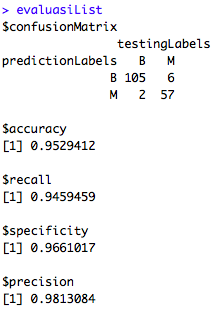 > evaluasiList
$confusionMatrix
testingLabels
predictionLabels B M
B 105 6
M 2 57
$accuracy
[1] 0.9529412
$recall
[1] 0.9459459
$specificity
[1] 0.9661017
$precision
[1] 0.9813084